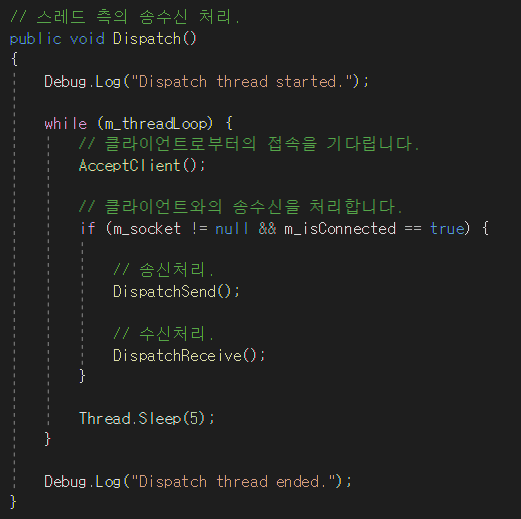 // 스레드 측의 송수신 처리.
public void Dispatch()
{
    Debug.Log("Dispatch thread started.");
    while (m_threadLoop) {
        // 클라이언트로부터의 접속을 기다립니다.
        AcceptClient();
        // 클라이언트와의 송수신을 처리합니다.
        if (m_socket != null && m_isConnected == true) {
            // 송신처리.
            DispatchSend();
            // 수신처리.
            DispatchReceive();
        }
        Thread.Sleep(5);
    }
    Debug.Log("Dispatch thread ended.");
}